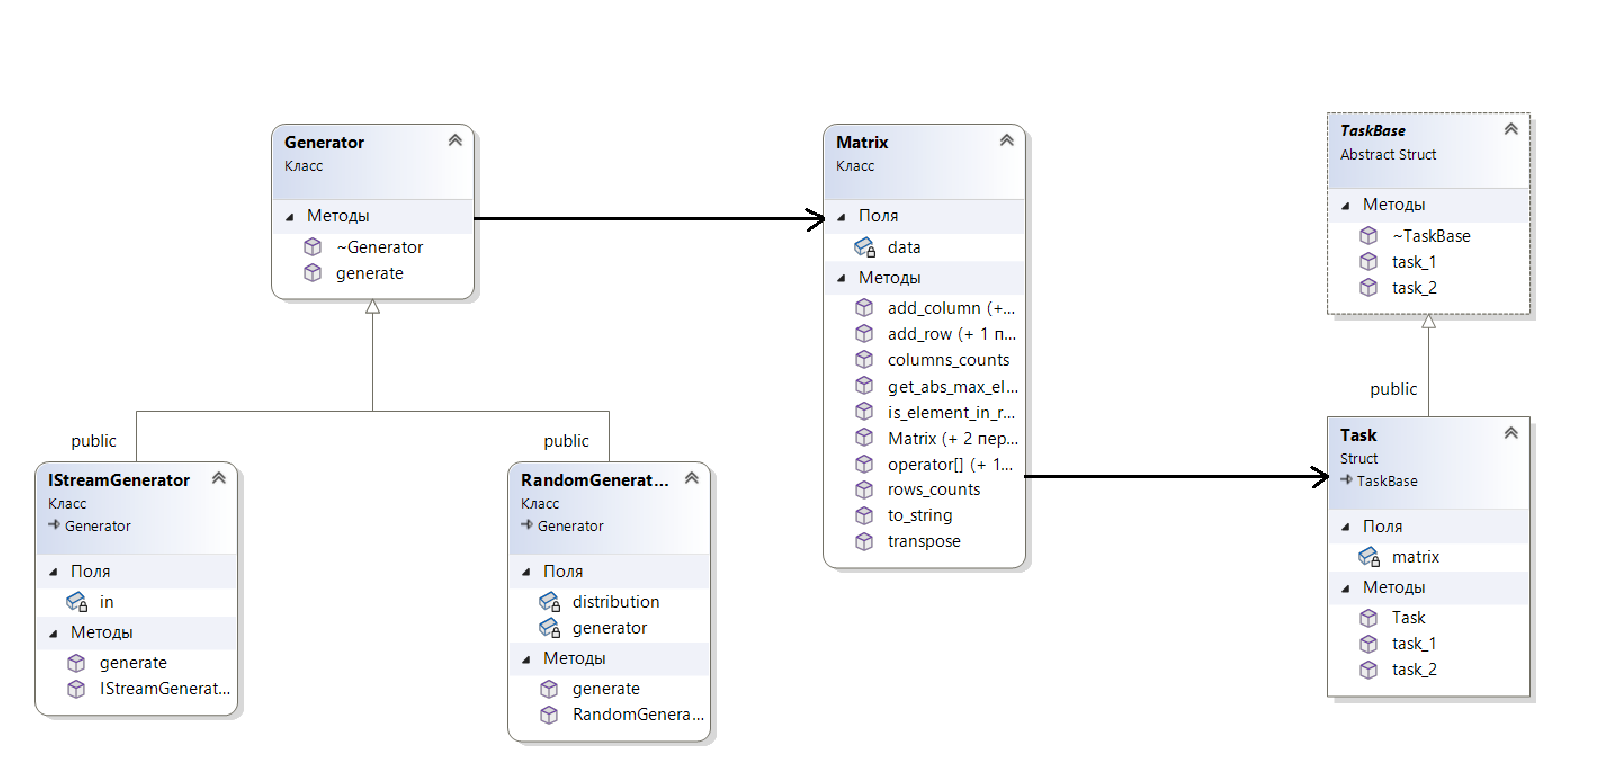 Generator
Класс
Методы
~Generator
generate
Matrix
Класс
Поля
data
Методы
add_column (+...
add_row (+ 1 п...
columns_counts
get_abs_max_el...
is_element_in_r...
Matrix (+ 2 пер...
operator[] (+ 1...
rows_counts
to_string
transpose
TaskBase
Abstract Struct
Методы
~TaskBase
task_1
task_2
public
public
public
IStreamGenerator
Класс
Generator
Поля
in
Методы
generate
IStreamGenerat...
RandomGenerat...
Класс
Generator
Поля
distribution
generator
Методы
generate
RandomGenera...
Task
Struct
TaskBase
Поля
matrix
Методы
Task
task_1
task_2